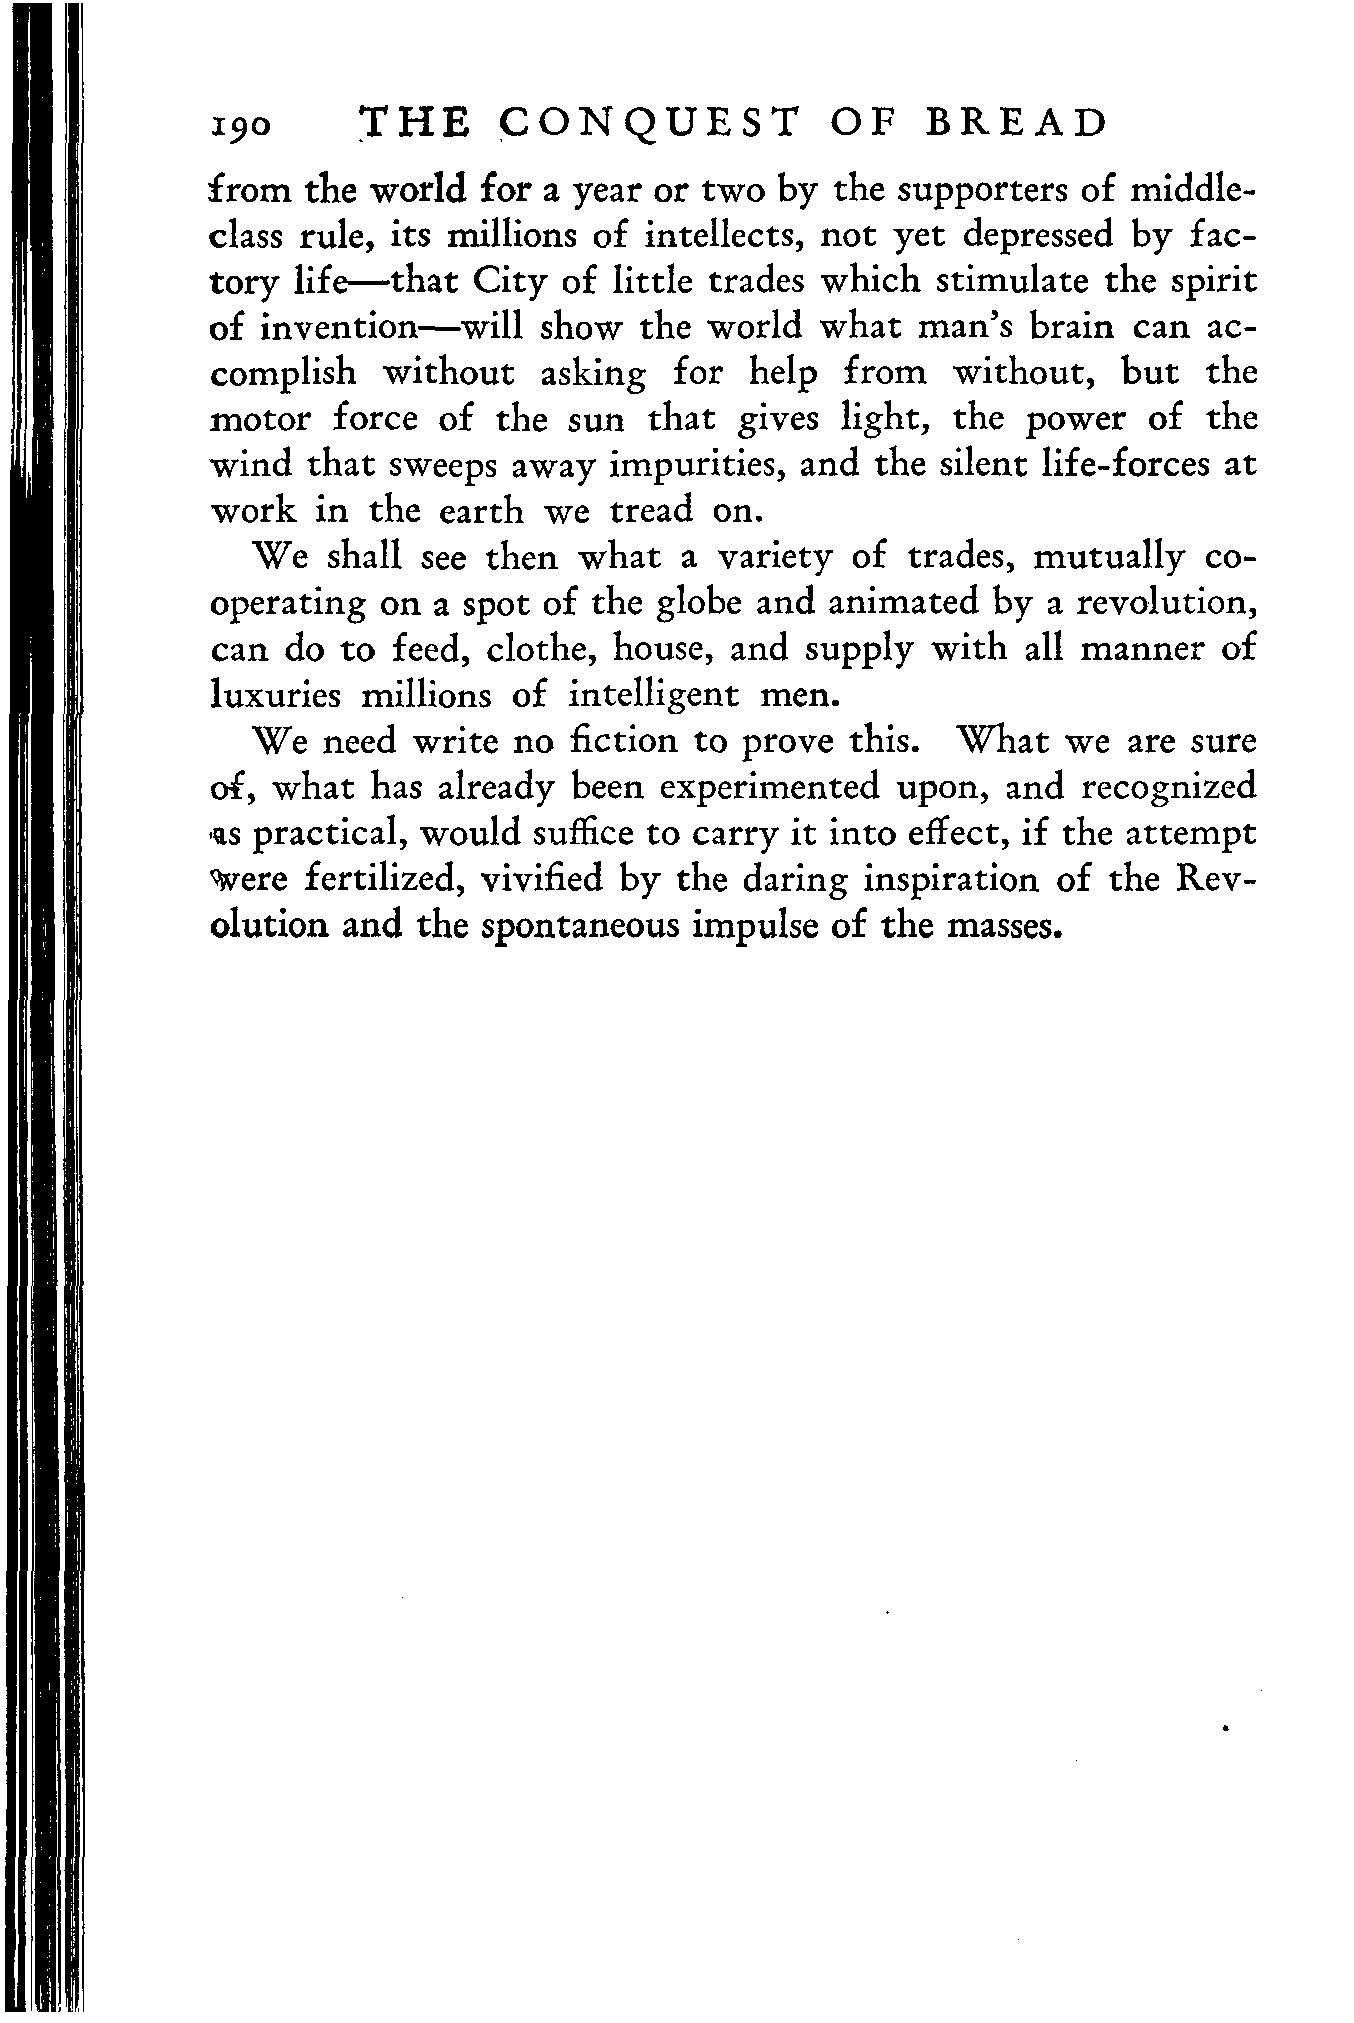 190 THE CONQUEST OF BREAD
from the world for a year or two by the supporters of middle-
class rule, its millions of intellects, not yet depressed by fac-
tory life—that City of little trades which stimulate the spirit
of invention—will show the world what man's brain can ac-
complish without asking for help from without, but the
motor force of the sun that gives light, the power of the
wind that sweeps away impurities, and the silent life-forces at
work in the earth we tread on.
We shall see then what a variety of trades, mutually co-
operating on a spot of the globe and animated by a revolution,
can do to feed, clothe, house, and supply with all manner of
luxuries millions of intelligent men.
We need write no fiction to prove this. What we are sure
of, what has already been experimented upon, and recognized
as practical, would suffice to carry it into effect, if the attempt
were fertilized, vivified by the daring inspiration of the Rev-
olution and the spontaneous impulse of the masses.